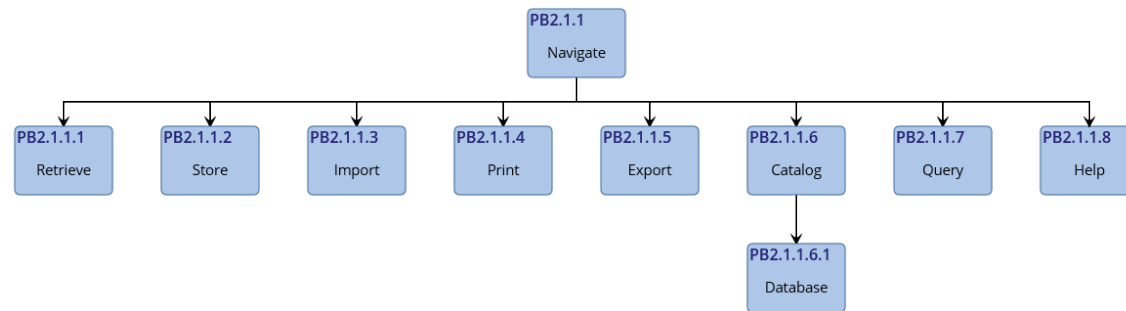 PB2.1.1
Navigate
PB2.1.1.1
Retrieve
PB2.1.1.2
Store
PB2.1.1.3
Import
PB2.1.1.4
Print
PB2.1.1.5
Export
PB2.1.1.6
Catalog
PB2.1.1.7
Query
PB2.1.1.8
Help
PB2.1.1.6.1
Database